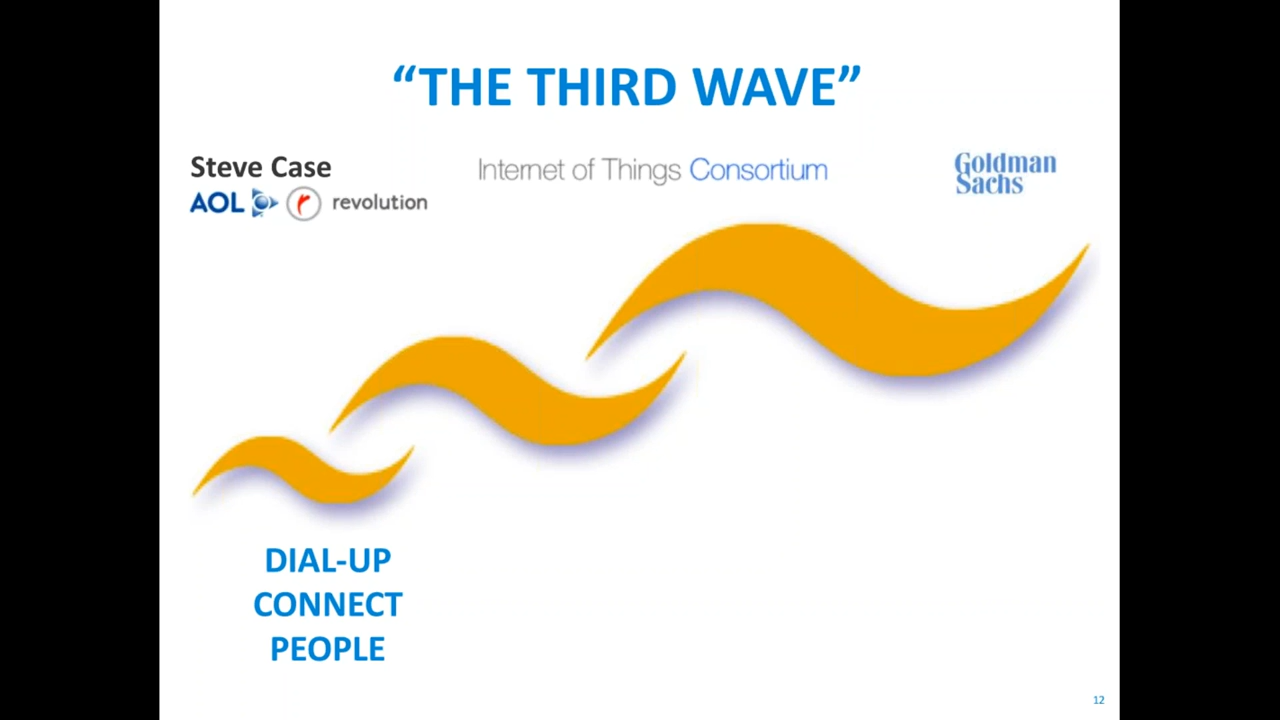 “THE THIRD WAVE”
Steve Case
AOL revolution
Internet of Things Consortium
Goldman
Sachs
DIAL-UP
CONNECT
PEOPLE
12